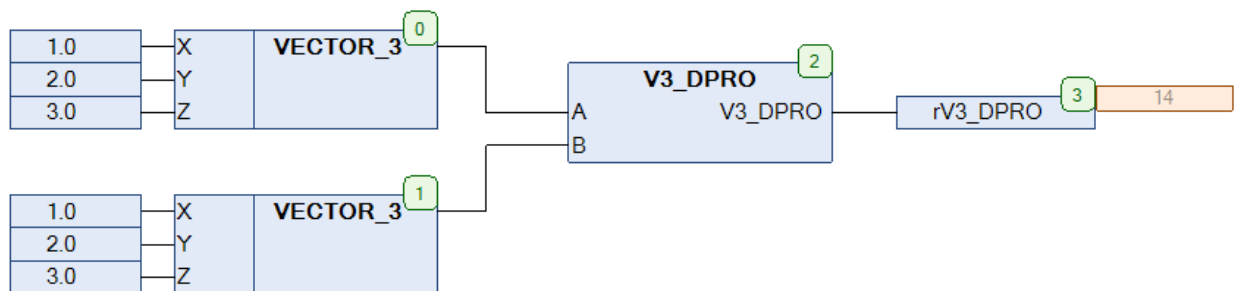 0
1.0 X VECTOR_3
2.0 Y
3.0 Z
2
V3_DPRO
A V3_DPRO
B
3
rV3_DPRO 14
1
1.0 X VECTOR_3
2.0 Y
3.0 Z